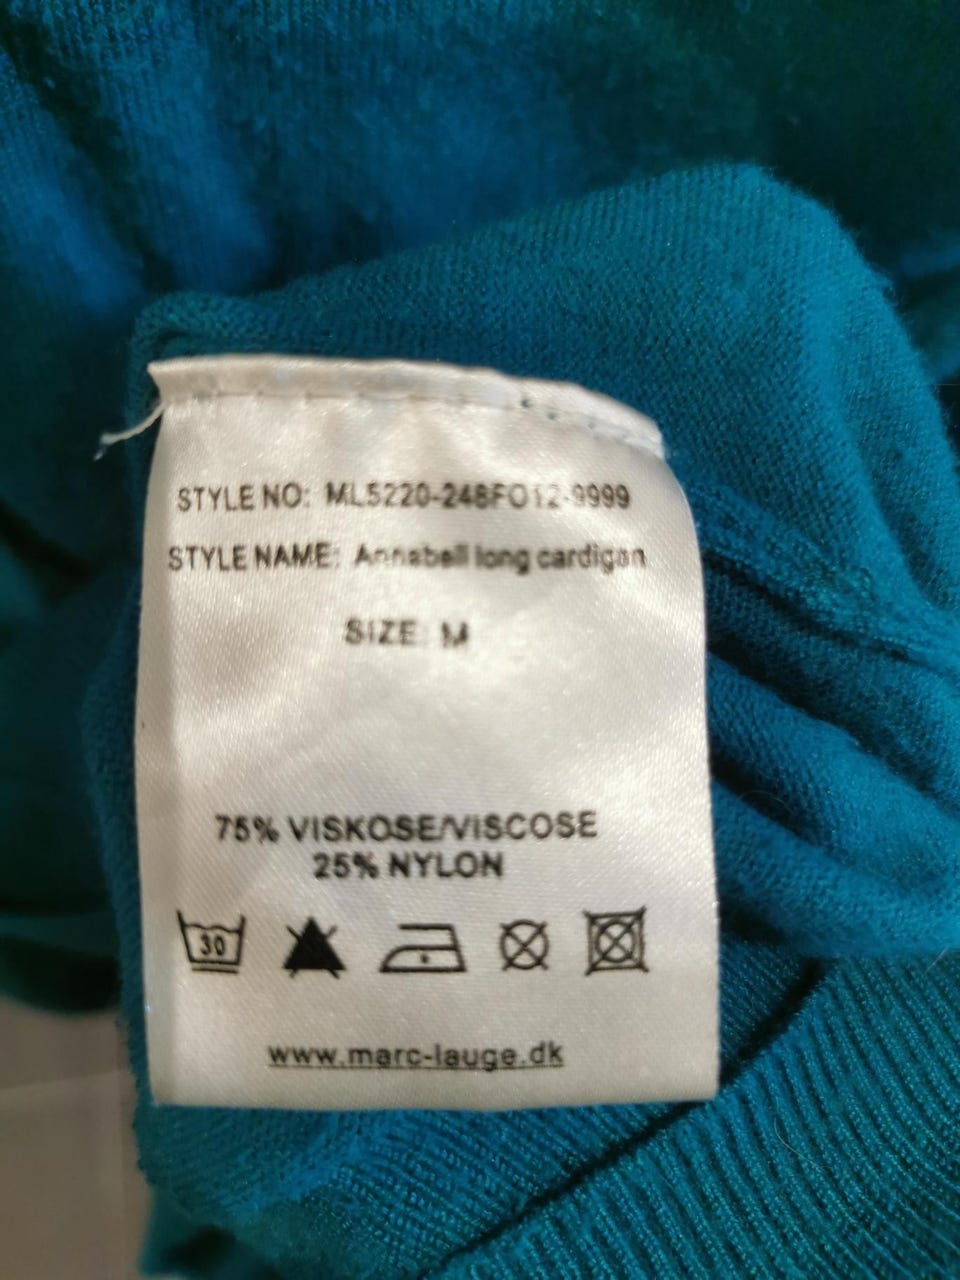 STYLE NO: ML5220-248FO12-9999
STYLE NAME: Annabell long cardigan
SIZE: M
75% VISKOSE/VISCOSE
25% NYLON
30
www.marc-lauge.dk